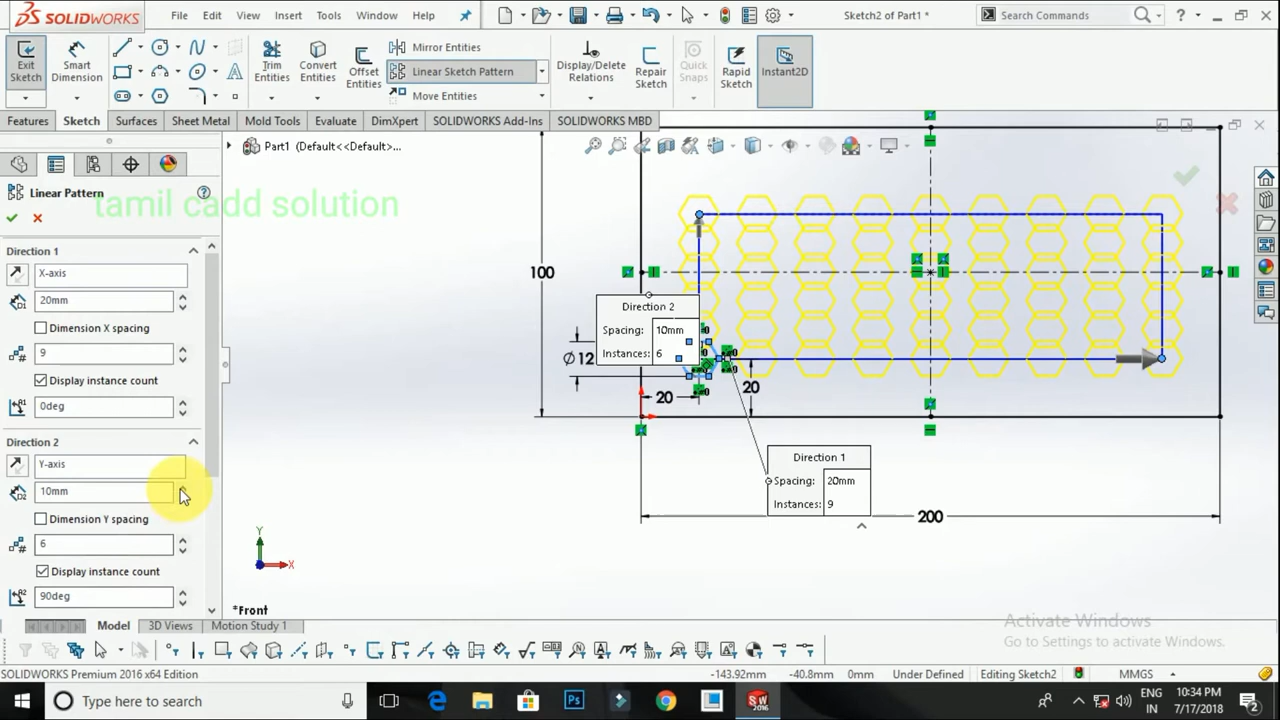 SOLIDWORKS
File Edit View Insert Tools Window Help
Sketch2 of Part1 *
Search Commands
Exit Sketch
Smart Dimension
Trim Entities
Convert Entities
Offset Entities
Mirror Entities
Linear Sketch Pattern
Move Entities
Display/Delete Relations
Repair Sketch
Quick Snaps
Rapid Sketch
Instant2D
Features Sketch Surfaces Sheet Metal Mold Tools Evaluate DimXpert SOLIDWORKS Add-Ins SOLIDWORKS MBD
Part1 (Default<<Default>...
Linear Pattern
tamil cadd solution
Direction 1
X-axis
D1 20mm
Dimension X spacing
9
Display instance count
A1 0deg
Direction 2
Y-axis
D2 10mm
Dimension Y spacing
6
Display instance count
A2 90deg
100
Direction 2
Spacing: 10mm
Instances: 6
Ø12
20
20
Direction 1
Spacing: 20mm
Instances: 9
200
Y
X
*Front
Activate Windows
Go to Settings to activate Windows.
Model 3D Views Motion Study 1
SOLIDWORKS Premium 2016 x64 Edition
-143.92mm -40.8mm 0mm Under Defined Editing Sketch2 MMGS
Type here to search
ENG
IN
10:34 PM
7/17/2018
2